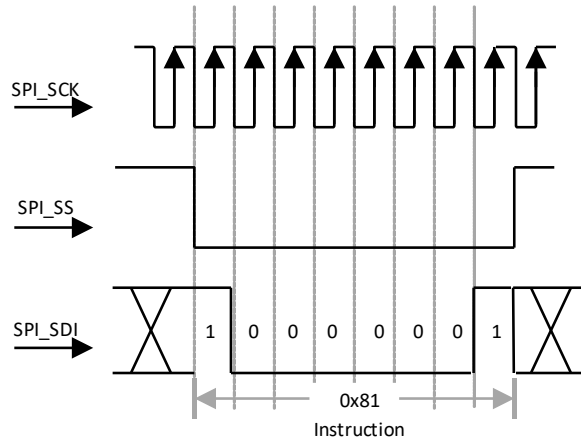 SPI_SCK
SPI_SS
SPI_SDI
1 0 0 0 0 0 0 1
0x81
Instruction